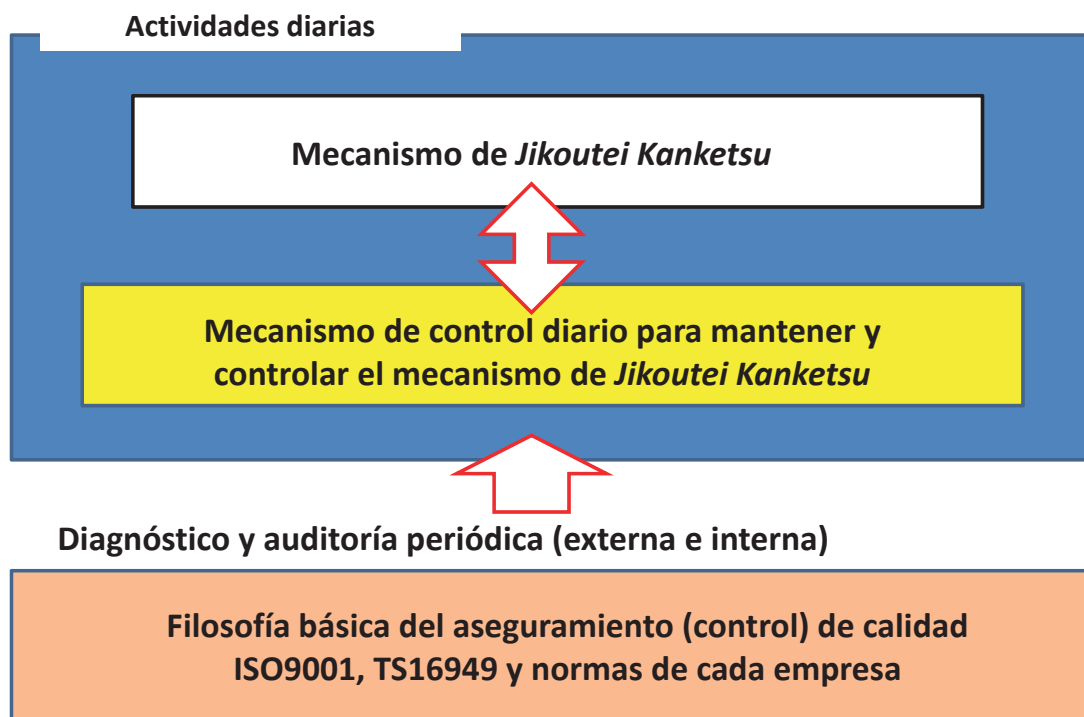 Actividades diarias
Mecanismo de Jikoutei Kanketsu
Mecanismo de control diario para mantener y
controlar el mecanismo de Jikoutei Kanketsu
Diagnóstico y auditoría periódica (externa e interna)
Filosofía básica del aseguramiento (control) de calidad
ISO9001, TS16949 y normas de cada empresa